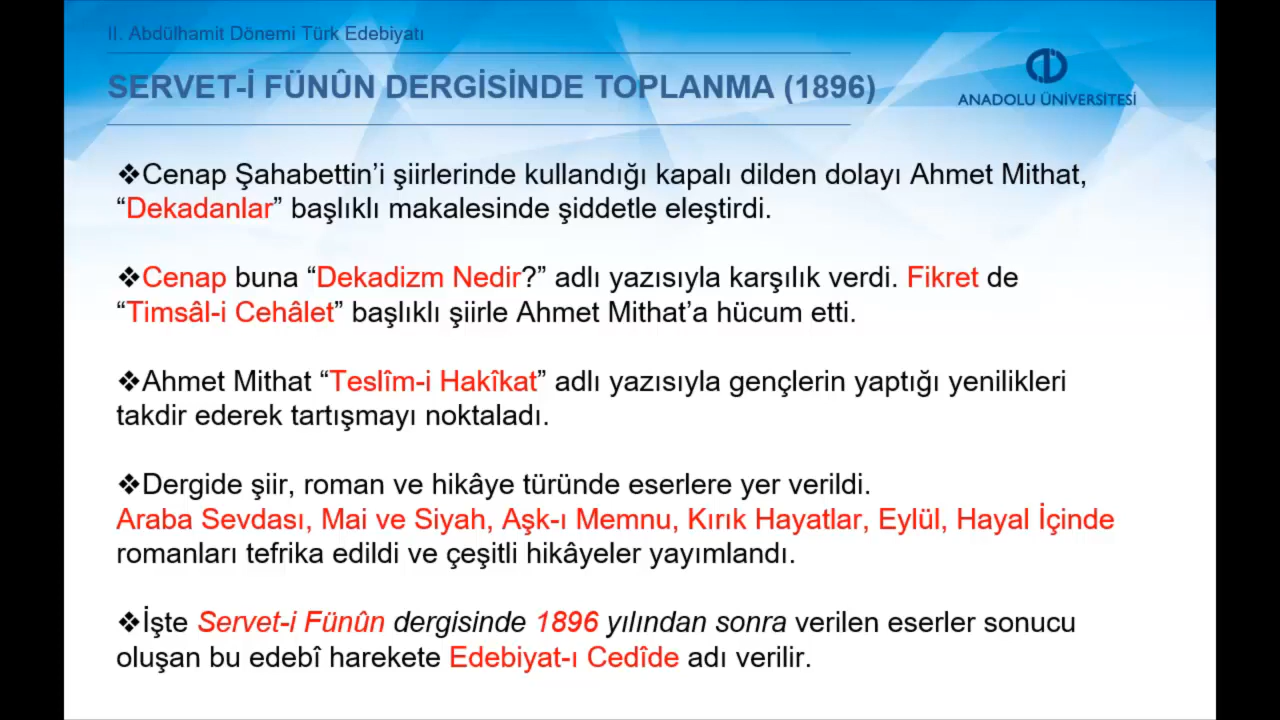 II. Abdülhamit Dönemi Türk Edebiyatı
SERVET-İ FÜNÛN DERGİSİNDE TOPLANMA (1896)
ANADOLU ÜNİVERSİTESİ
❖Cenap Şahabettin’i şiirlerinde kullandığı kapalı dilden dolayı Ahmet Mithat,
“Dekadanlar” başlıklı makalesinde şiddetle eleştirdi.
❖Cenap buna “Dekadizm Nedir?” adlı yazısıyla karşılık verdi. Fikret de
“Timsâl-i Cehâlet” başlıklı şiirle Ahmet Mithat’a hücum etti.
❖Ahmet Mithat “Teslîm-i Hakîkat” adlı yazısıyla gençlerin yaptığı yenilikleri
takdir ederek tartışmayı noktaladı.
❖Dergide şiir, roman ve hikâye türünde eserlere yer verildi.
Araba Sevdası, Mai ve Siyah, Aşk-ı Memnu, Kırık Hayatlar, Eylül, Hayal İçinde
romanları tefrika edildi ve çeşitli hikâyeler yayımlandı.
❖İşte Servet-i Fünûn dergisinde 1896 yılından sonra verilen eserler sonucu
oluşan bu edebî harekete Edebiyat-ı Cedîde adı verilir.